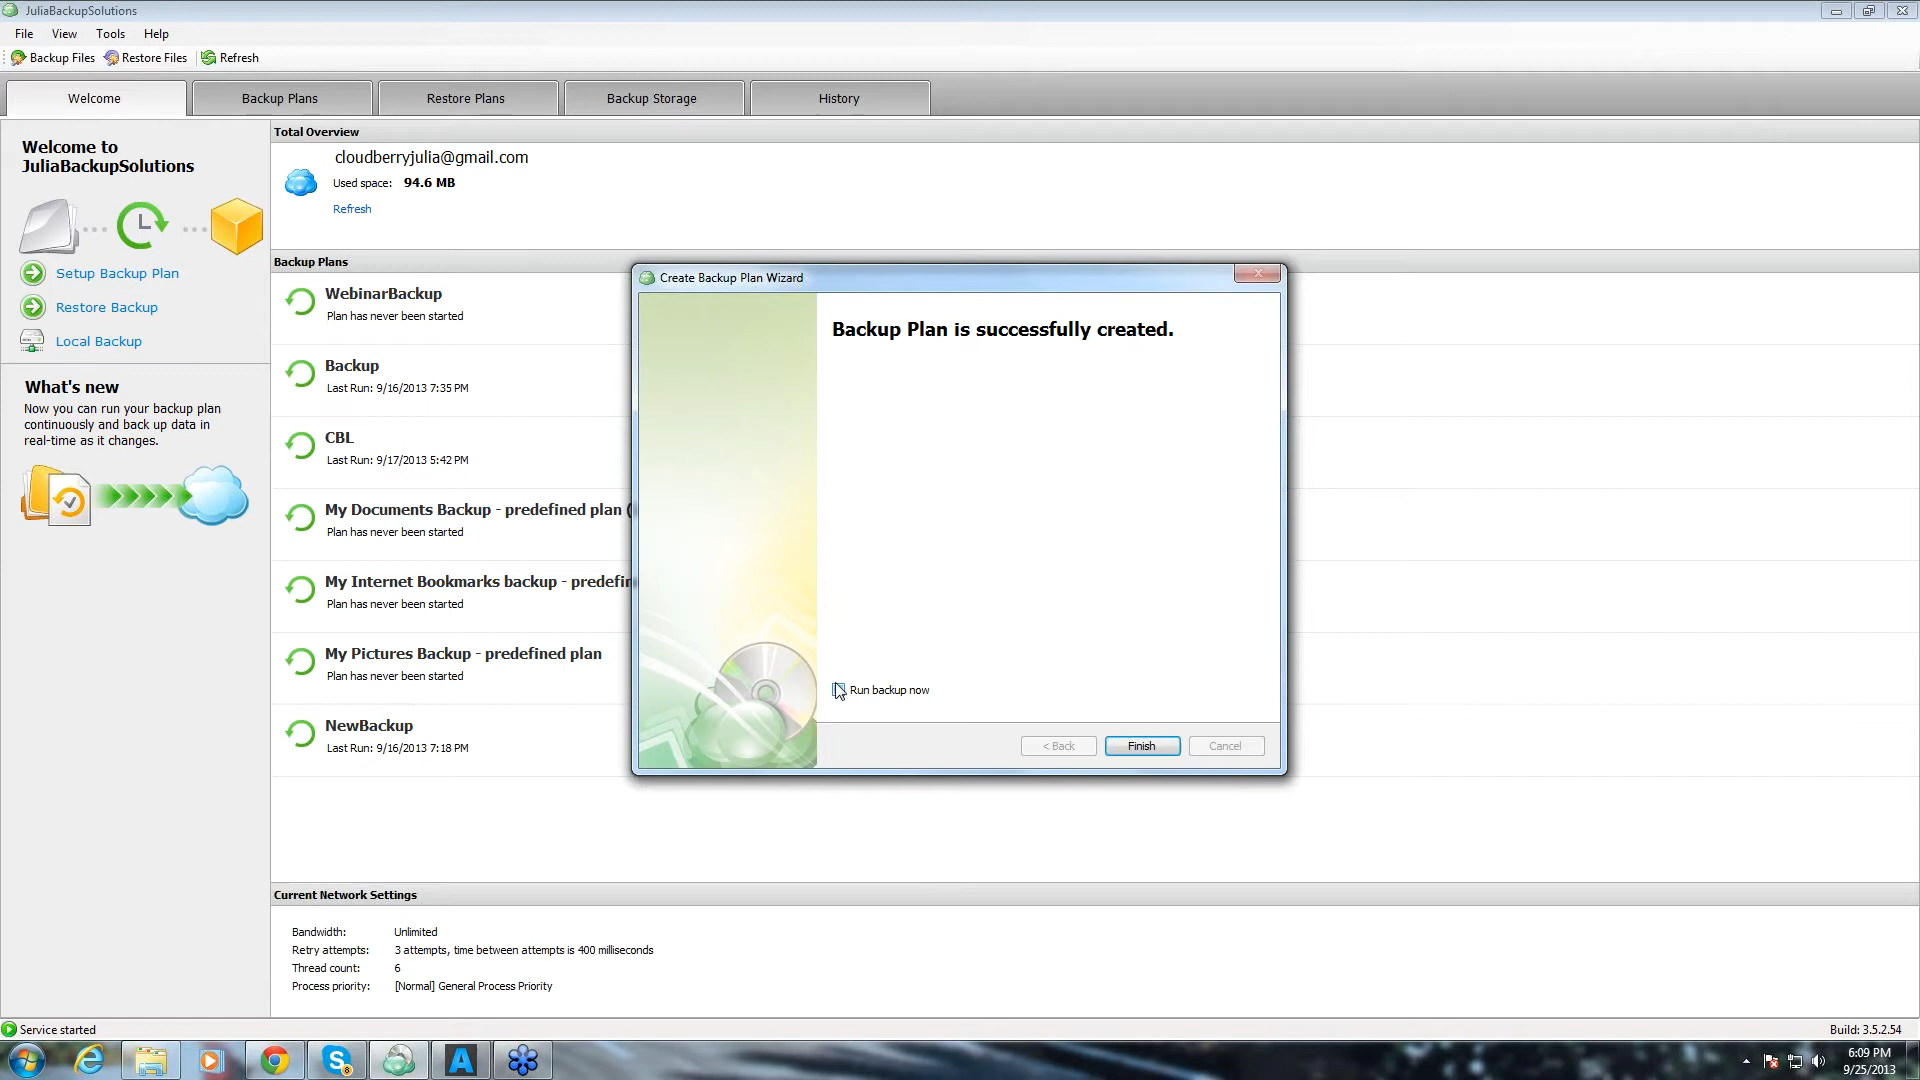 JuliaBackupSolutions
File View Tools Help
Backup Files Restore Files Refresh
Welcome Backup Plans Restore Plans Backup Storage History
Welcome to
JuliaBackupSolutions
Setup Backup Plan
Restore Backup
Local Backup
What's new
Now you can run your backup plan
continuously and back up data in
real-time as it changes.
Total Overview
cloudberryjulia@gmail.com
Used space: 94.6 MB
Refresh
Backup Plans
WebinarBackup
Plan has never been started
Backup
Last Run: 9/16/2013 7:35 PM
CBL
Last Run: 9/17/2013 5:42 PM
My Documents Backup - predefined plan (
Plan has never been started
My Internet Bookmarks backup - predefin
Plan has never been started
My Pictures Backup - predefined plan
Plan has never been started
NewBackup
Last Run: 9/16/2013 7:18 PM
Create Backup Plan Wizard
Backup Plan is successfully created.
Run backup now
< Back Finish Cancel
Current Network Settings
Bandwidth: Unlimited
Retry attempts: 3 attempts, time between attempts is 400 milliseconds
Thread count: 6
Process priority: [Normal] General Process Priority
Service started
Build: 3.5.2.54
6:09 PM
9/25/2013